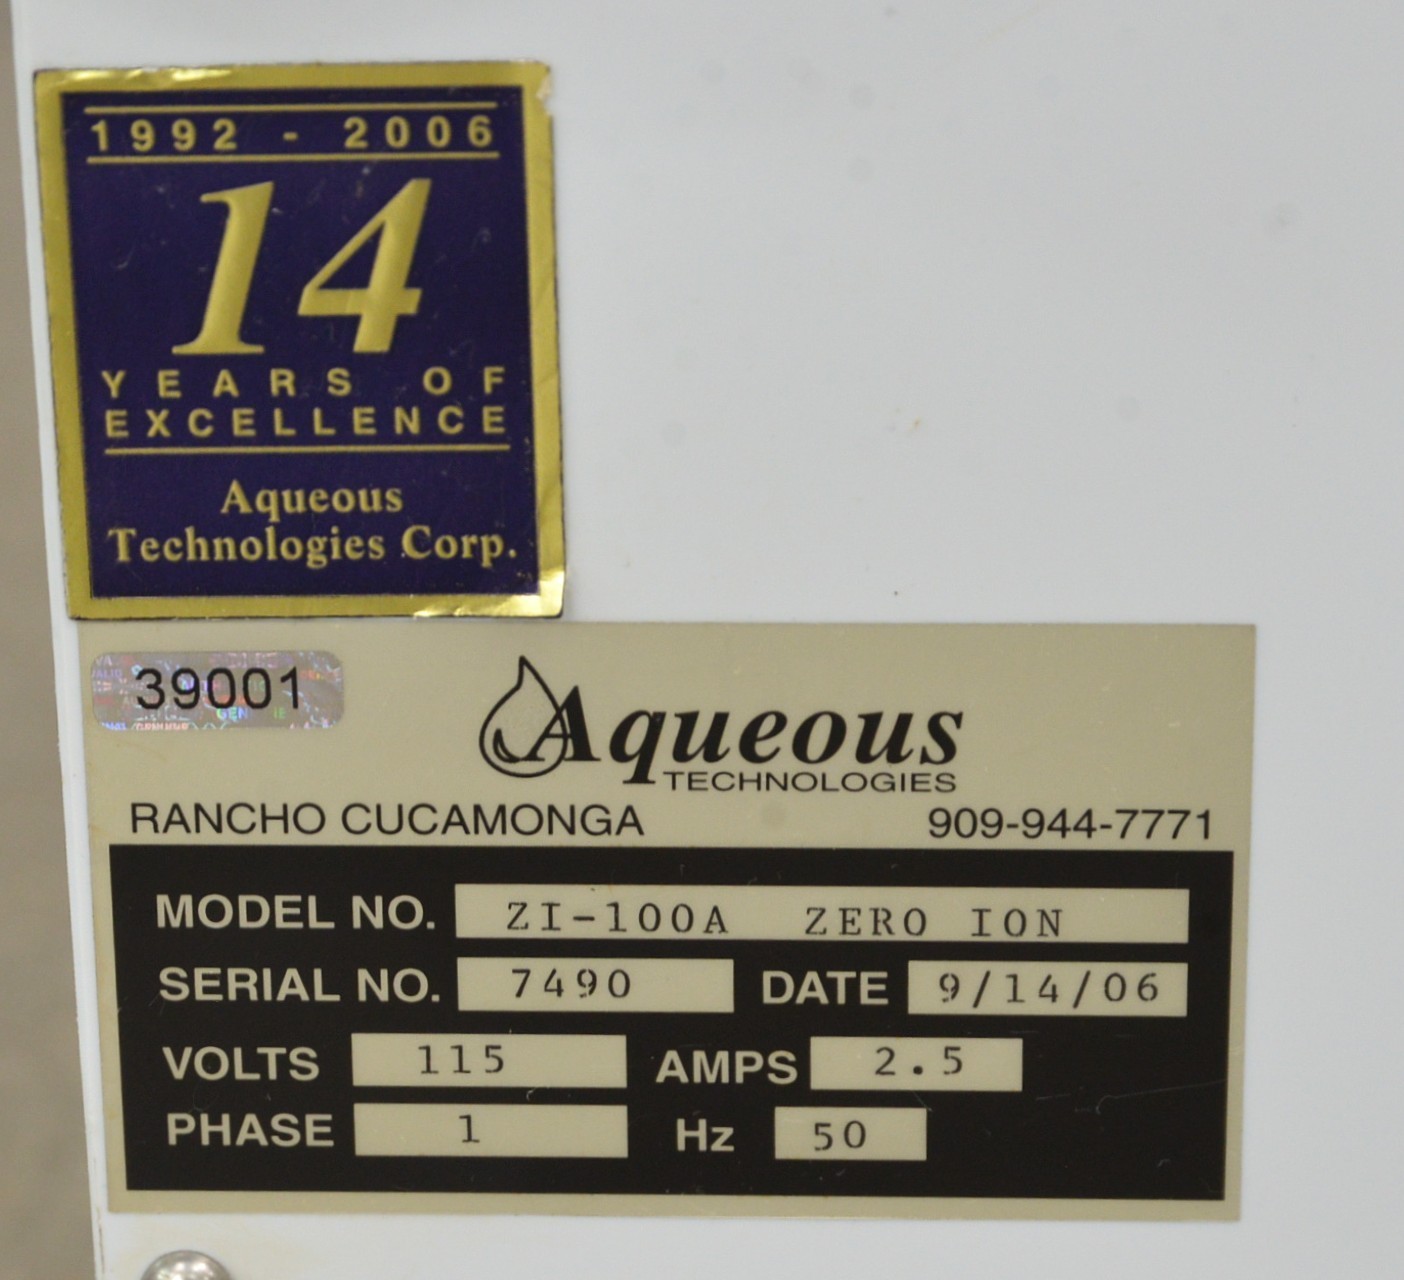 1992 - 2006
14
YEARS OF
EXCELLENCE
Aqueous
Technologies Corp.
39001
Aqueous
TECHNOLOGIES
RANCHO CUCAMONGA 909-944-7771
MODEL NO. ZI-100A ZERO ION
SERIAL NO. 7490 DATE 9/14/06
VOLTS 115 AMPS 2.5
PHASE 1 Hz 50